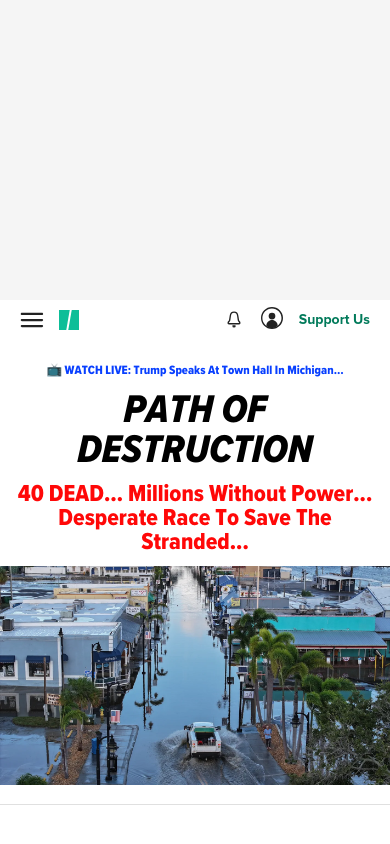 Support Us
WATCH LIVE: Trump Speaks At Town Hall In Michigan...
PATH OF
DESTRUCTION
40 DEAD... Millions Without Power...
Desperate Race To Save The
Stranded...